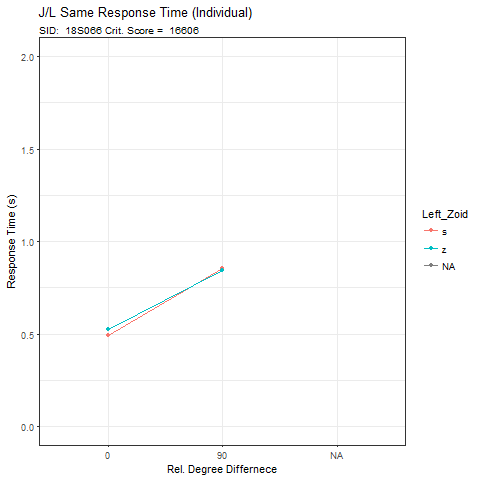 J/L Same Response Time (Individual)
SID:  18S066 Crit. Score =  16606
2.0
1.5
1.0
0.5
0.0
Response Time (s)
0
90
NA
Rel. Degree Differnece
Left_Zoid
s
z
NA